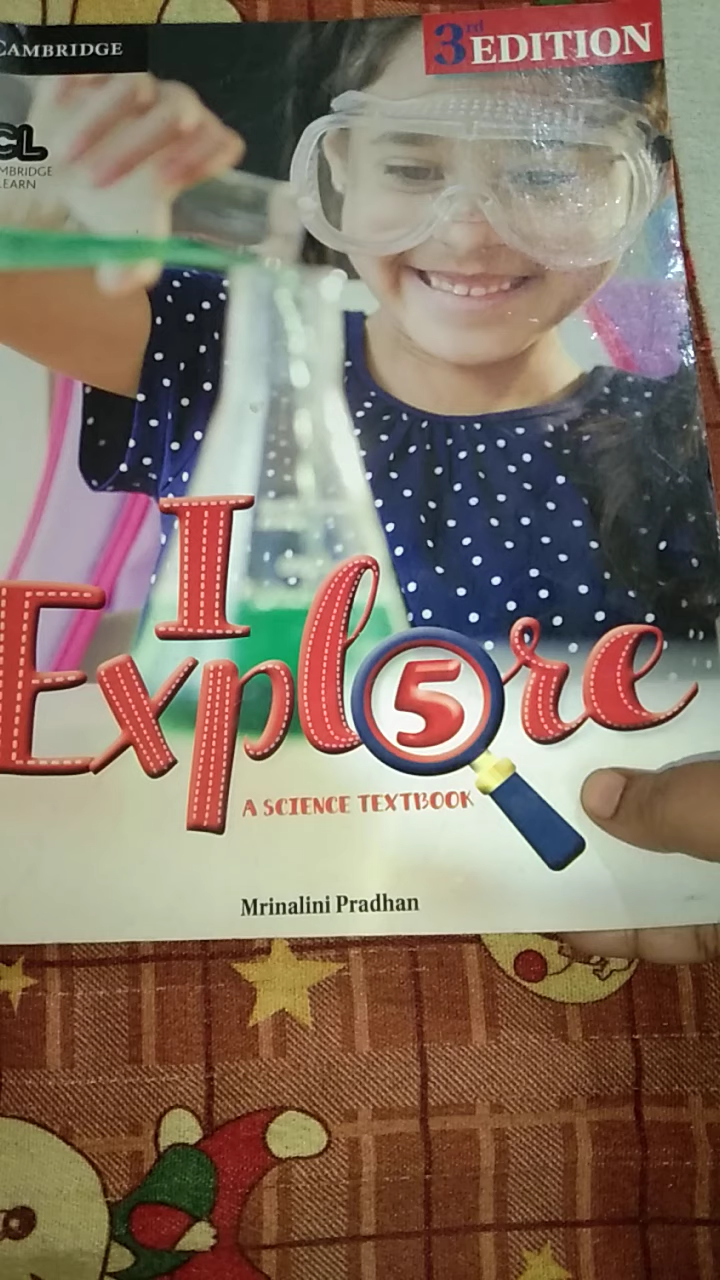 CAMBRIDGE
3rd EDITION
CL
CAMBRIDGE
LEARN
I
Explore
5
A SCIENCE TEXTBOOK
Mrinalini Pradhan